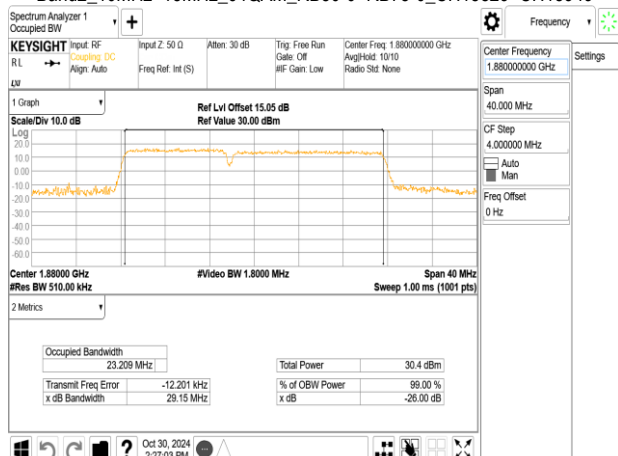 Spectrum Analyzer 1
Occupied BW
Frequency
Settings
KEYSIGHT
RL
Input: RF
Coupling: DC
Align: Auto
Input Z: 50 Ω
Freq Ref: Int (S)
Atten: 30 dB
Trig: Free Run
Gate: Off
#IF Gain: Low
Center Freq: 1.880000000 GHz
Avg|Hold: 10/10
Radio Std: None
Center Frequency
1.880000000 GHz
Span
40.000 MHz
CF Step
4.000000 MHz
Auto
Man
Freq Offset
0 Hz
1 Graph
Scale/Div 10.0 dB
Ref Lvl Offset 15.05 dB
Ref Value 30.00 dBm
Log
20.0
10.0
0.00
-10.0
-20.0
-30.0
-40.0
-50.0
-60.0
Center 1.88000 GHz
#Video BW 1.8000 MHz
Span 40 MHz
#Res BW 510.00 kHz
Sweep 1.00 ms (1001 pts)
2 Metrics
Occupied Bandwidth
23.209 MHz
Total Power 30.4 dBm
Transmit Freq Error -12.201 kHz
% of OBW Power 99.00 %
x dB Bandwidth 29.15 MHz
x dB -26.00 dB
Oct 30, 2024
2:27:03 PM